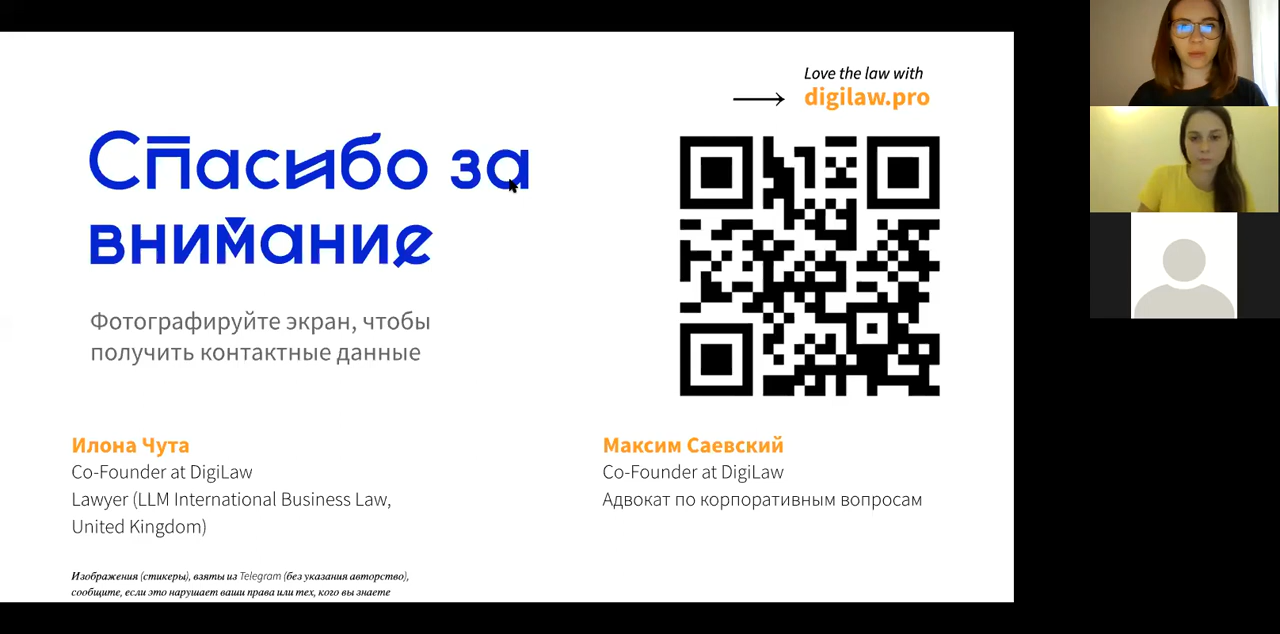 Love the law with
digilaw.pro
Спасибо за
внимание
Фотографируйте экран, чтобы
получить контактные данные
Илона Чута
Co-Founder at DigiLaw
Lawyer (LLM International Business Law,
United Kingdom)
Максим Саевский
Co-Founder at DigiLaw
Адвокат по корпоративным вопросам
Изображения (стикеры), взяты из Telegram (без указания авторство),
сообщите, если это нарушает ваши права или тех, кого вы знаете